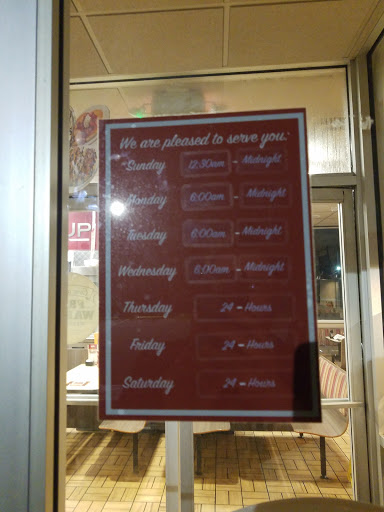 We are pleased to serve you:
Sunday 12:30am - Midnight
Monday 6:00am - Midnight
Tuesday 6:00am - Midnight
Wednesday 6:00am - Midnight
Thursday 24 - Hours
Friday 24 - Hours
Saturday 24 - Hours